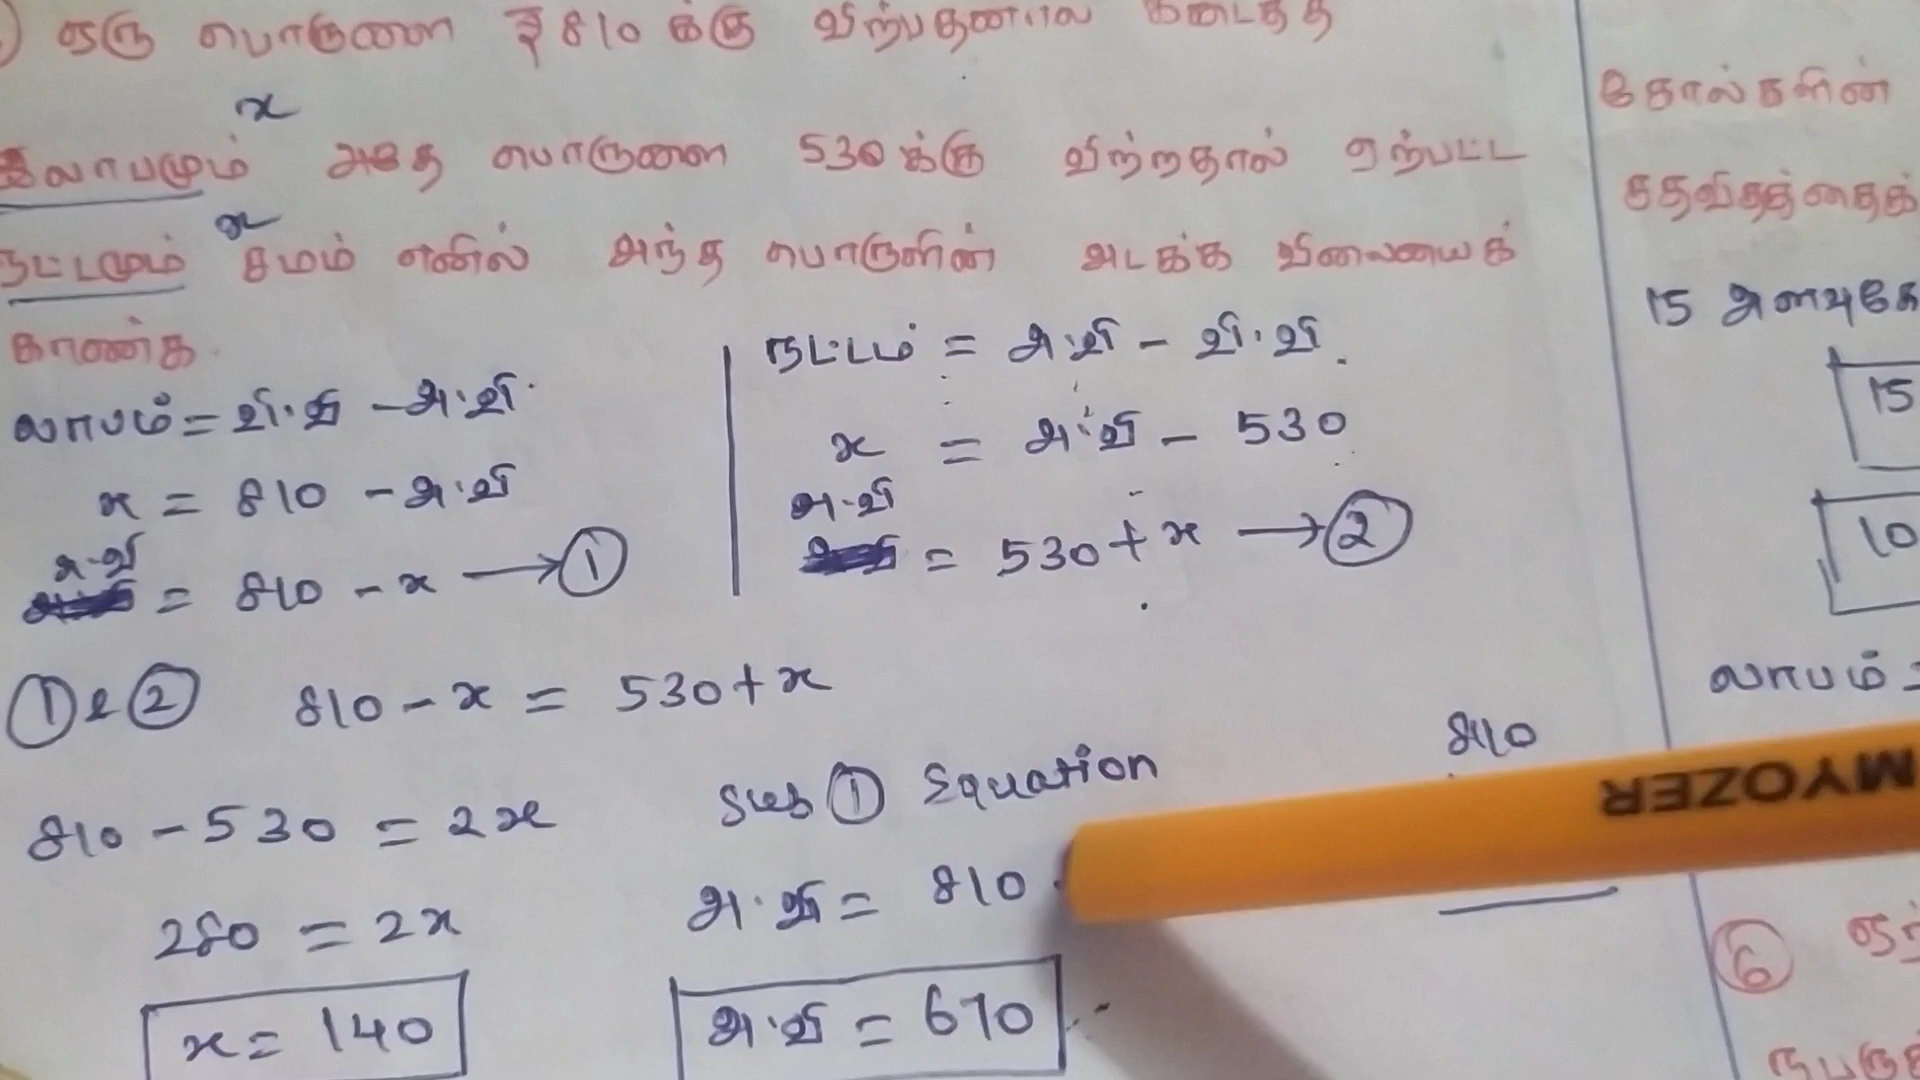 ஒரு பொருளை ₹810 க்கு விற்பதனால் கிடைத்த
x
இலாபமும் அதே பொருளை 530க்கு விற்றதால் ஏற்பட்ட
x
நட்டமும் சமம் எனில் அந்த பொருளின் அடக்க விலையைக்
காண்க.
லாபம் = வி.வி - அ.வி
x = 810 - அ.வி
அ.வி
= 810 - x → ①
நட்டம் = அ.வி - வி.வி.
x = அ.வி - 530
அ.வி
= 530 + x → ②
① & ② 810 - x = 530 + x
810 - 530 = 2x
280 = 2x
x = 140
Sub ① Equation
அ.வி = 810
அ.வி = 670
810
MYOZER
கோல்களின்
சதவிதத்தைக்
15 அளவுகோ
15
10
லாபம் =
⑥